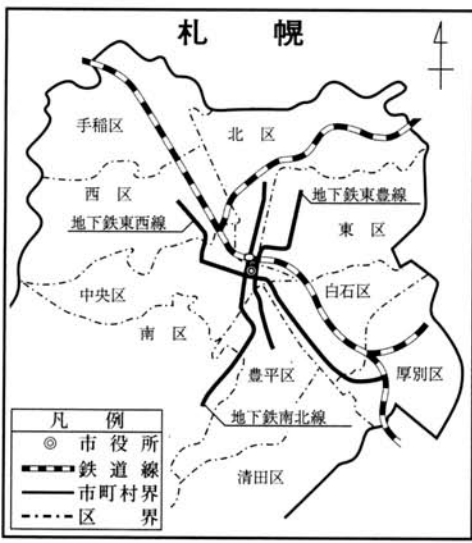 札幌
4
手稲区
北区
西区
地下鉄東豊線
地下鉄東西線
東区
中央区
白石区
南区
豊平区
厚別区
地下鉄南北線
清田区
凡例
市役所
鉄道線
市町村界
区界